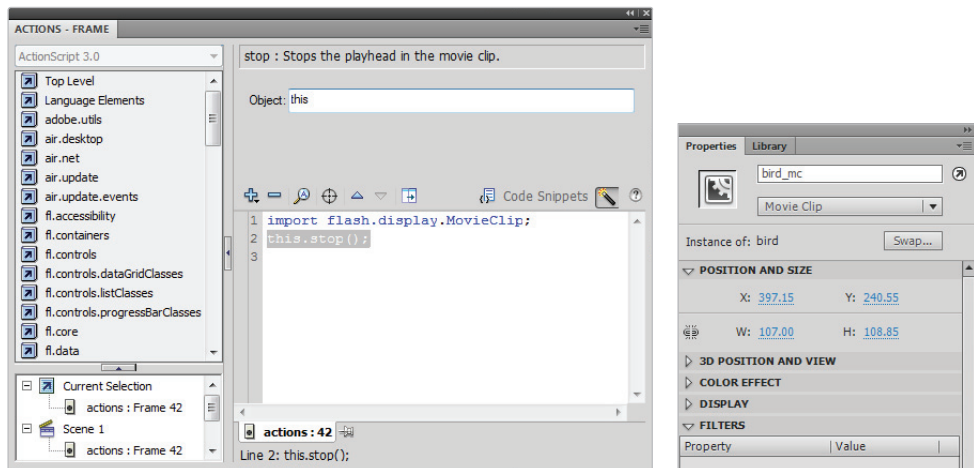 ACTIONS - FRAME
ActionScript 3.0
Top Level
Language Elements
adobe.utils
air.desktop
air.net
air.update
air.update.events
fl.accessibility
fl.containers
fl.controls
fl.controls.dataGridClasses
fl.controls.listClasses
fl.controls.progressBarClasses
fl.core
fl.data
Current Selection
actions : Frame 42
Scene 1
actions : Frame 42
stop : Stops the playhead in the movie clip.
Object: this
Code Snippets
1 import flash.display.MovieClip;
2 this.stop();
3
actions : 42
Line 2: this.stop();
Properties Library
bird_mc
Movie Clip
Instance of: bird Swap...
POSITION AND SIZE
X: 397.15 Y: 240.55
W: 107.00 H: 108.85
3D POSITION AND VIEW
COLOR EFFECT
DISPLAY
FILTERS
Property Value